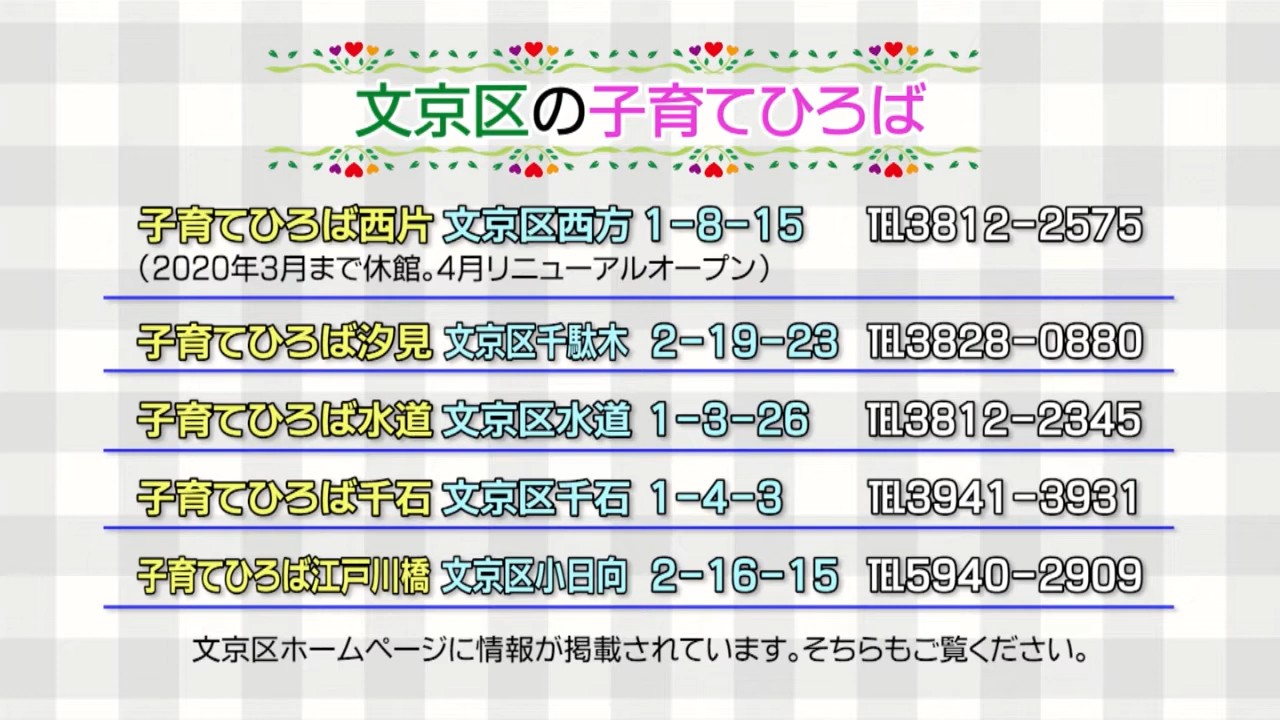 文京区の子育てひろば
子育てひろば西片 文京区西方 1-8-15 TEL3812-2575
（2020年3月まで休館。4月リニューアルオープン）
子育てひろば汐見 文京区千駄木 2-19-23 TEL3828-0880
子育てひろば水道 文京区水道 1-3-26 TEL3812-2345
子育てひろば千石 文京区千石 1-4-3 TEL3941-3931
子育てひろば江戸川橋 文京区小日向 2-16-15 TEL5940-2909
文京区ホームページに情報が掲載されています。そちらもご覧ください。